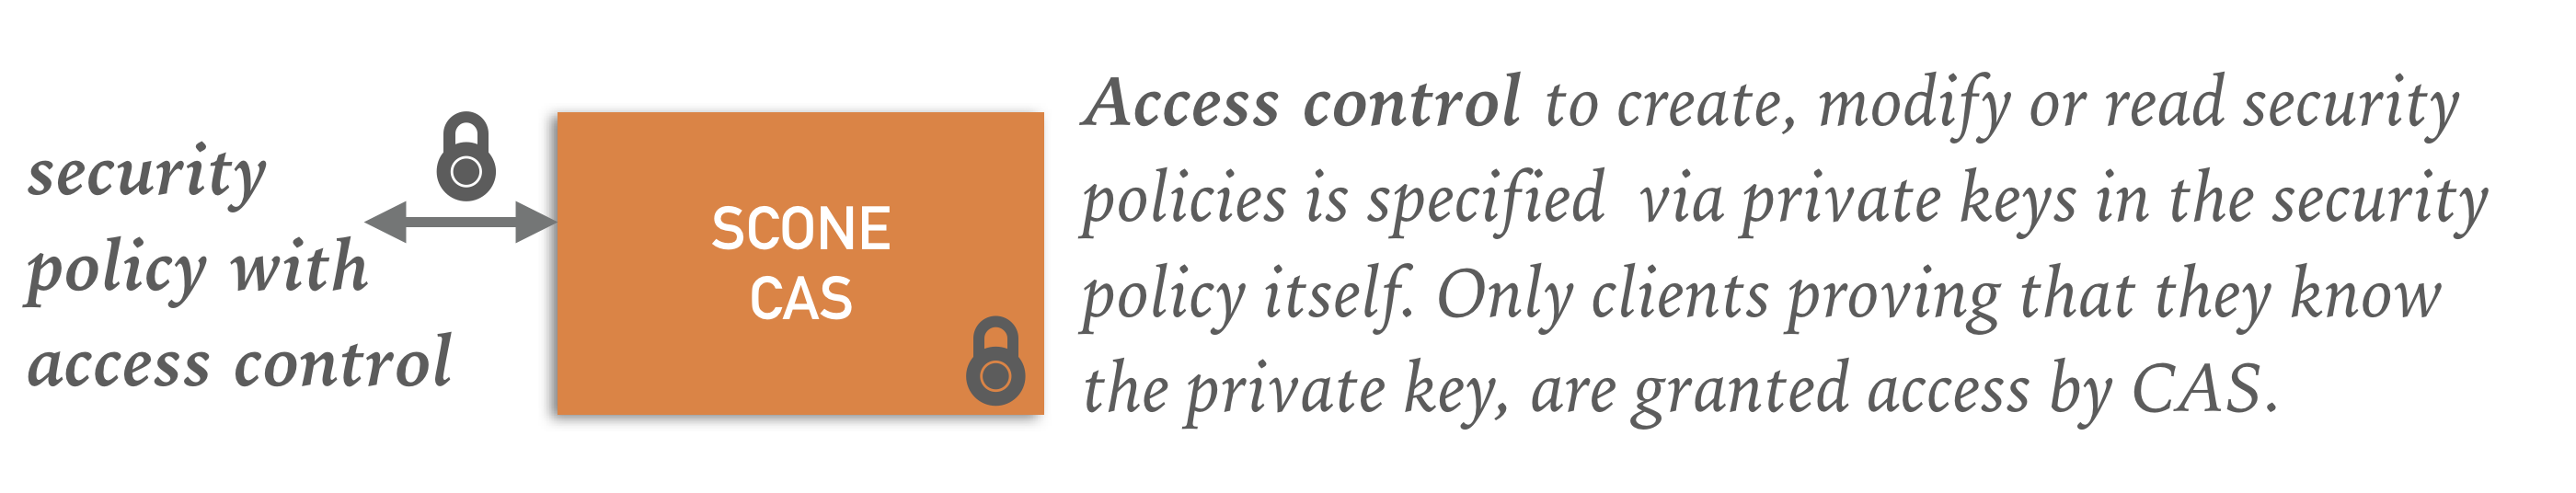 security
policy with
access control
SCONE
CAS
Access control to create, modify or read security
policies is specified via private keys in the security
policy itself. Only clients proving that they know
the private key, are granted access by CAS.